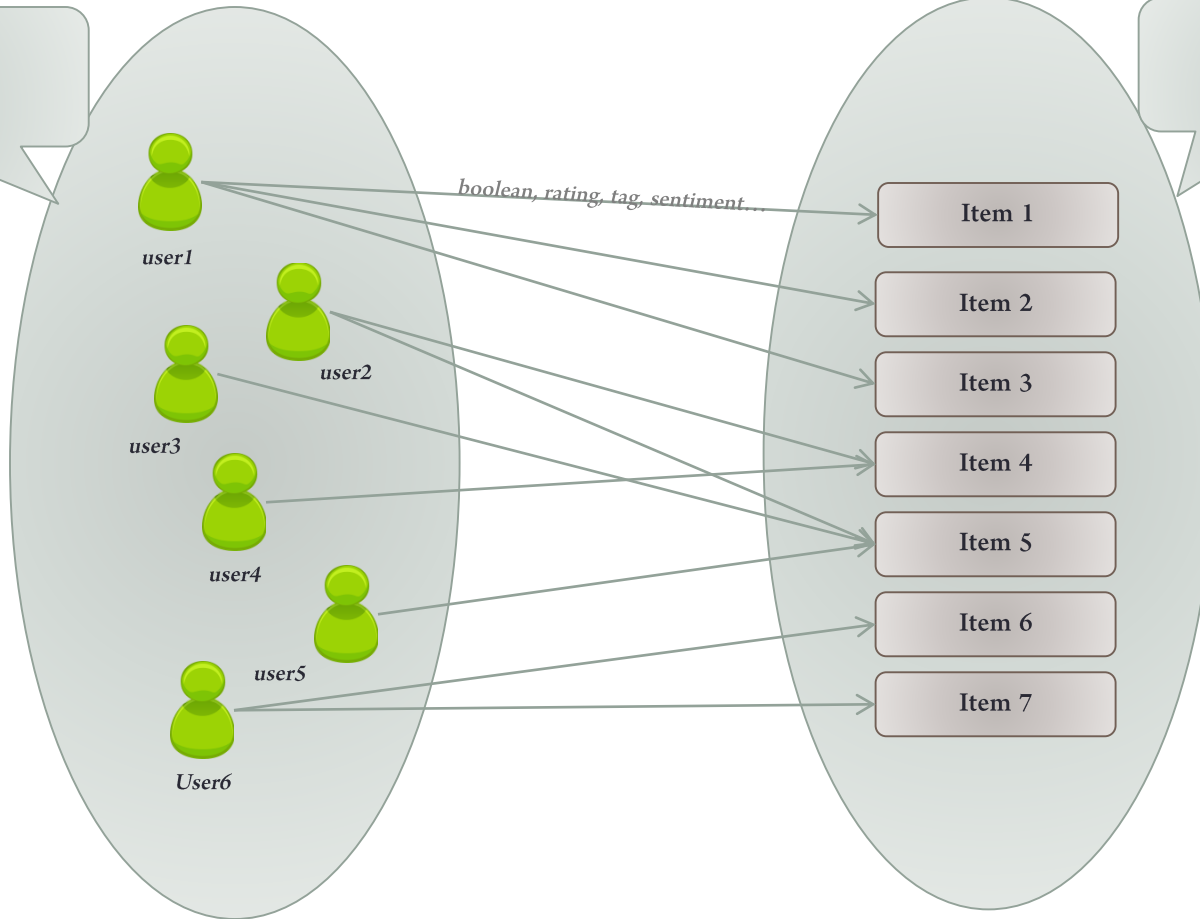 boolean, rating, tag, sentiment…
user1
user2
user3
user4
user5
User6
Item 1
Item 2
Item 3
Item 4
Item 5
Item 6
Item 7